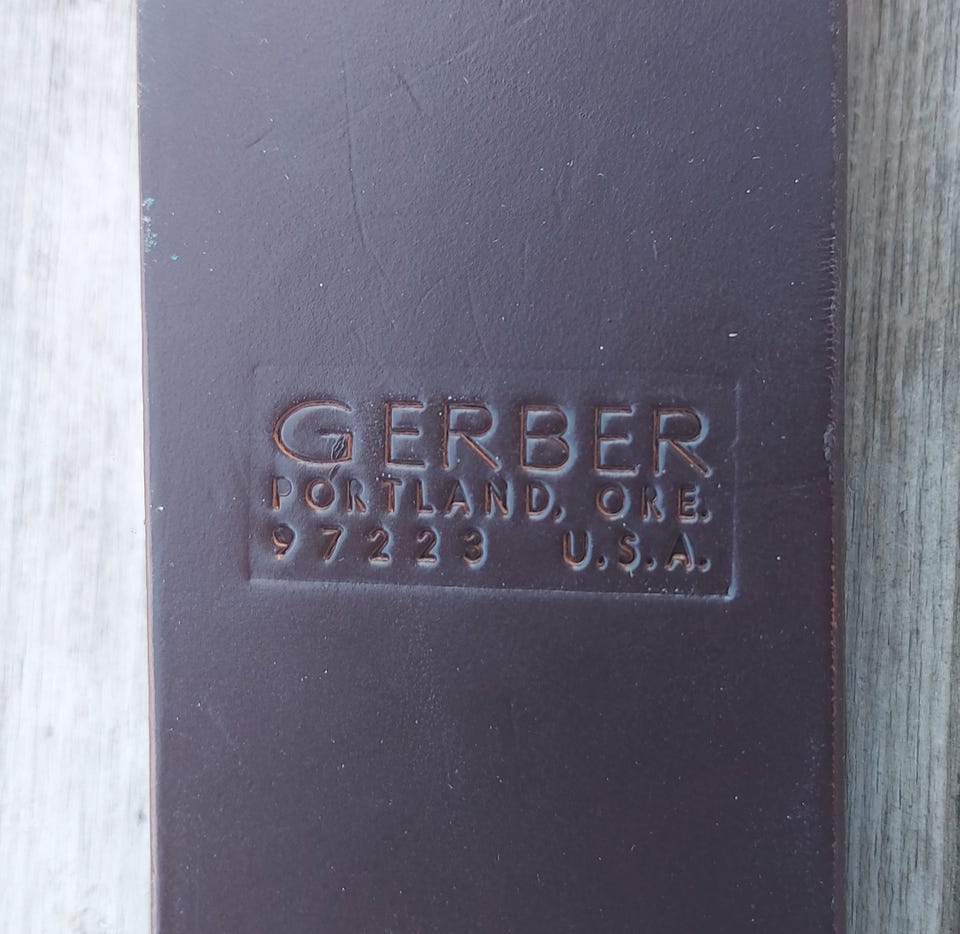 GERBER
PORTLAND, ORE.
97223 U.S.A.